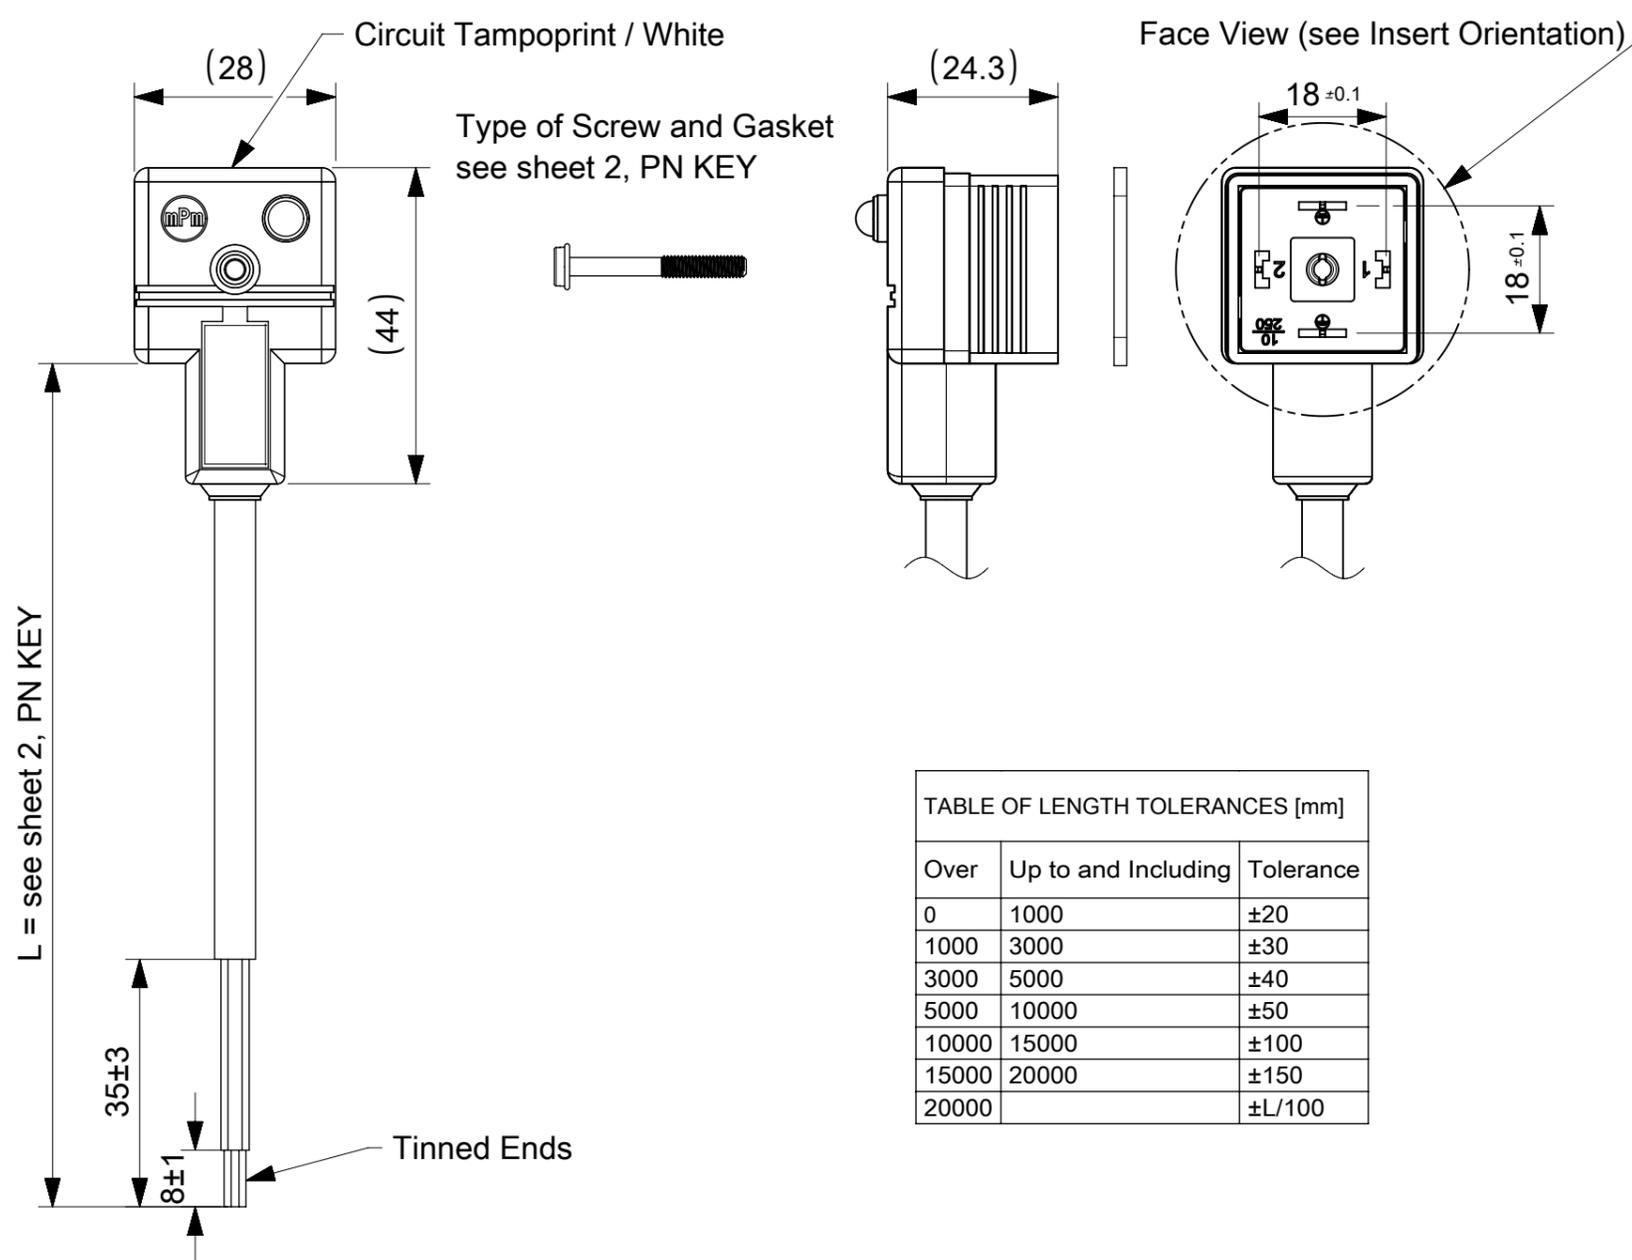 Circuit Tampoprint / White
Face View (see Insert Orientation)
(28)
(24.3)
18 ±0.1
Type of Screw and Gasket
see sheet 2, PN KEY
mPm
18 ±0.1
2
1
10
250
(44)
L = see sheet 2, PN KEY
35±3
8±1
Tinned Ends
TABLE OF LENGTH TOLERANCES [mm]
Over Up to and Including Tolerance
0 1000 ±20
1000 3000 ±30
3000 5000 ±40
5000 10000 ±50
10000 15000 ±100
15000 20000 ±150
20000 ±L/100